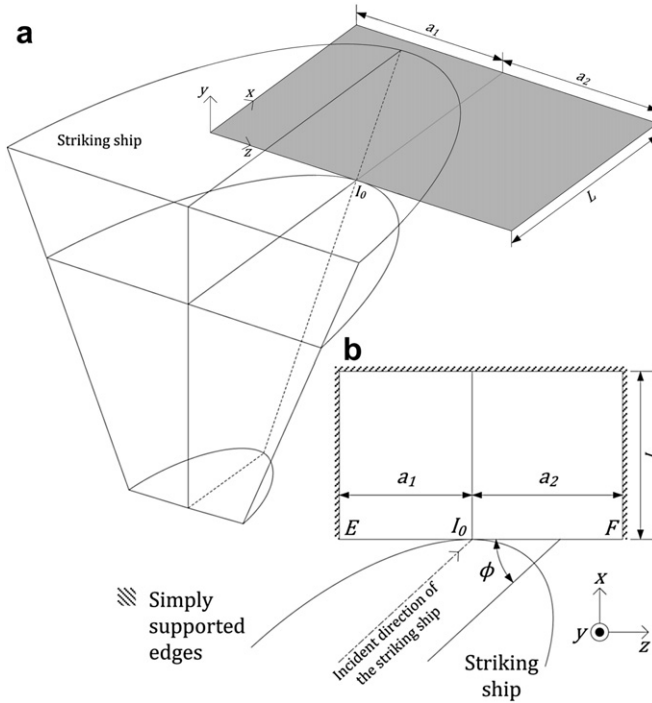 a
a₁
a₂
y
x
z
Striking ship
I₀
L
b
a₁
a₂
E
I₀
F
ϕ
Incident direction of
the striking ship
Simply
supported
edges
Striking
ship
x
y
z